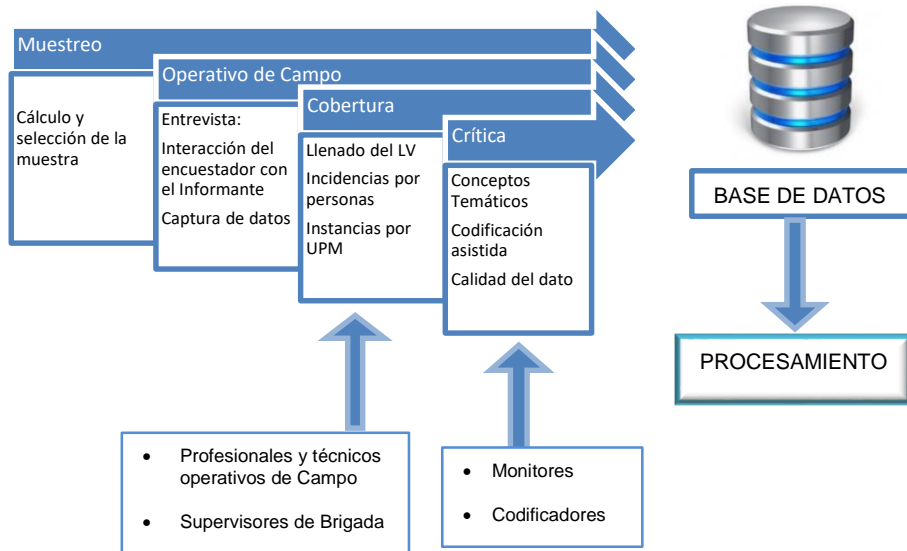 Muestreo
Cálculo y
selección de la
muestra
Operativo de Campo
Entrevista:
Interacción del
encuestador con
el Informante
Captura de datos
Cobertura
Llenado del LV
Incidencias por
personas
Instancias por
UPM
Crítica
Conceptos
Temáticos
Codificación
asistida
Calidad del dato
BASE DE DATOS
PROCESAMIENTO
• Profesionales y técnicos
operativos de Campo
• Supervisores de Brigada
• Monitores
• Codificadores